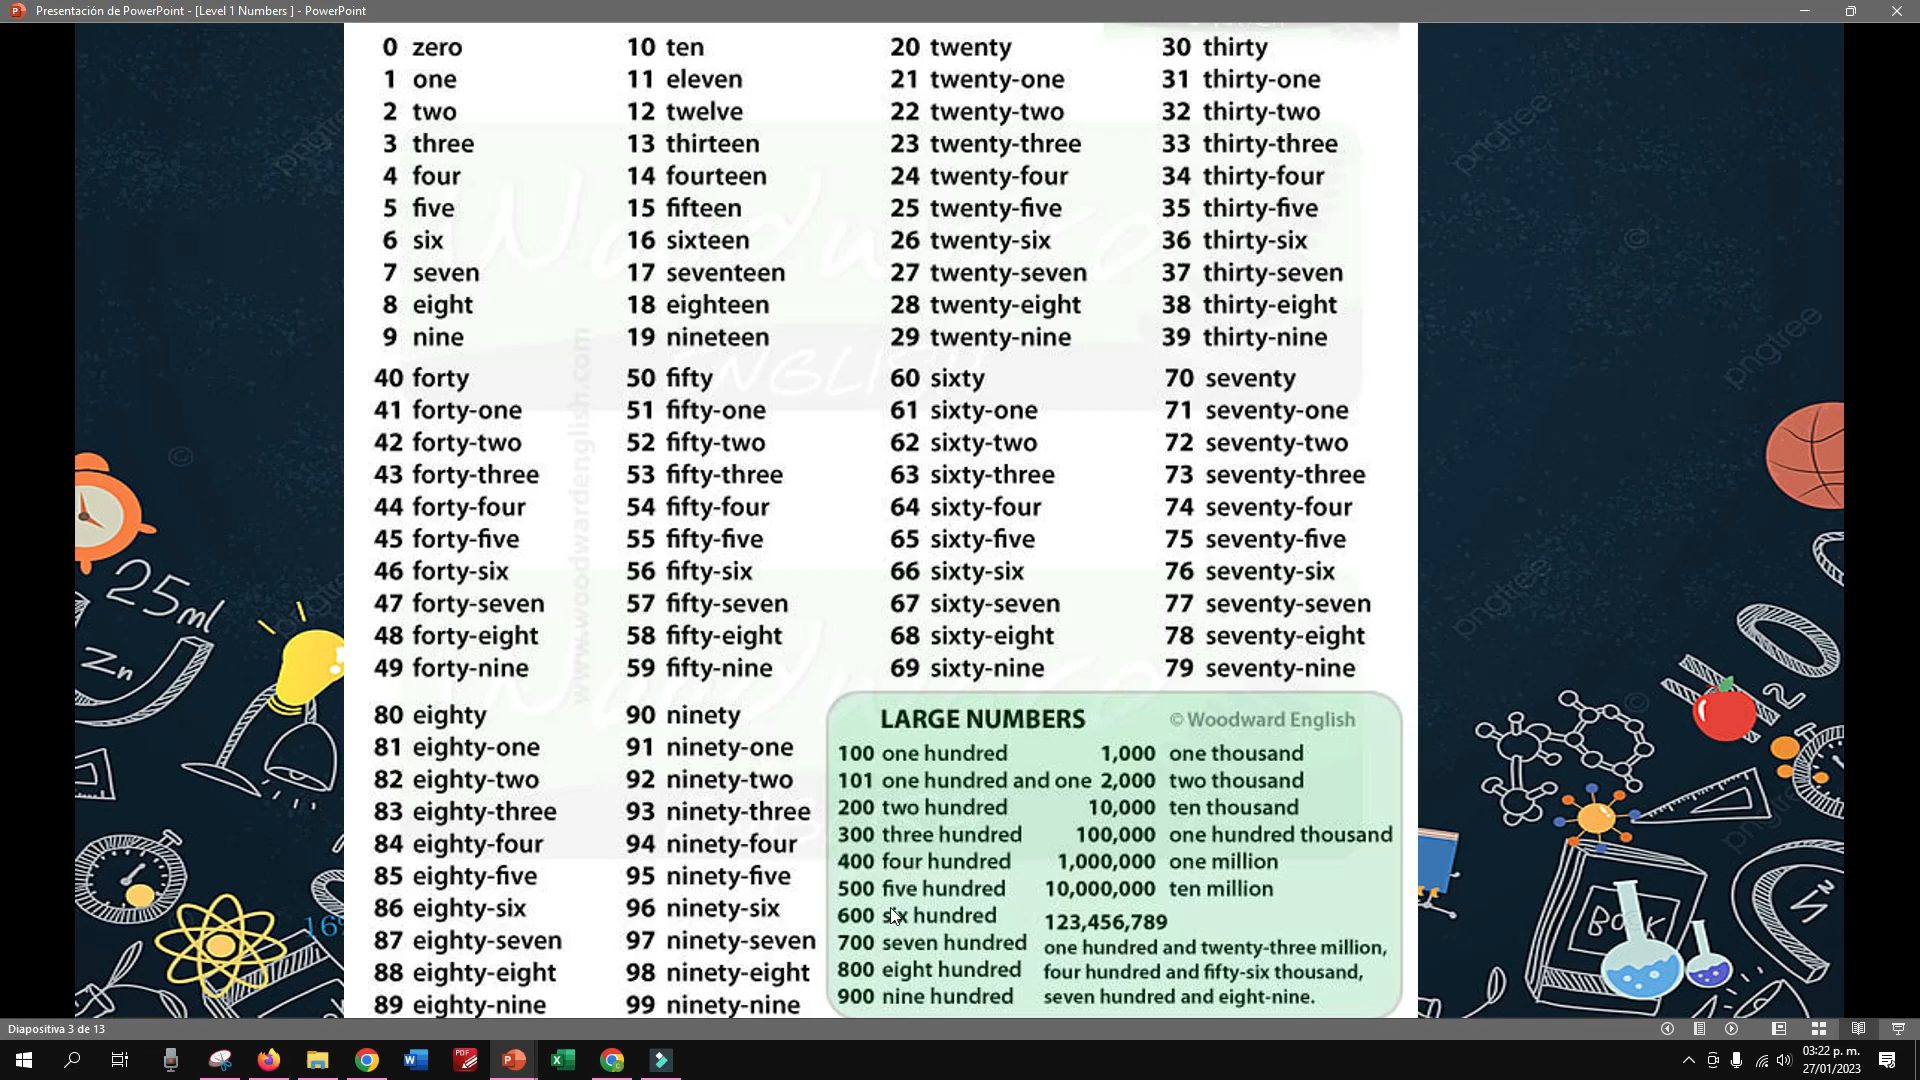 Presentación de PowerPoint - [Level 1 Numbers ] - PowerPoint
0 zero 10 ten 20 twenty 30 thirty
1 one 11 eleven 21 twenty-one 31 thirty-one
2 two 12 twelve 22 twenty-two 32 thirty-two
3 three 13 thirteen 23 twenty-three 33 thirty-three
4 four 14 fourteen 24 twenty-four 34 thirty-four
5 five 15 fifteen 25 twenty-five 35 thirty-five
6 six 16 sixteen 26 twenty-six 36 thirty-six
7 seven 17 seventeen 27 twenty-seven 37 thirty-seven
8 eight 18 eighteen 28 twenty-eight 38 thirty-eight
9 nine 19 nineteen 29 twenty-nine 39 thirty-nine
40 forty 50 fifty 60 sixty 70 seventy
41 forty-one 51 fifty-one 61 sixty-one 71 seventy-one
42 forty-two 52 fifty-two 62 sixty-two 72 seventy-two
43 forty-three 53 fifty-three 63 sixty-three 73 seventy-three
44 forty-four 54 fifty-four 64 sixty-four 74 seventy-four
45 forty-five 55 fifty-five 65 sixty-five 75 seventy-five
46 forty-six 56 fifty-six 66 sixty-six 76 seventy-six
47 forty-seven 57 fifty-seven 67 sixty-seven 77 seventy-seven
48 forty-eight 58 fifty-eight 68 sixty-eight 78 seventy-eight
49 forty-nine 59 fifty-nine 69 sixty-nine 79 seventy-nine
80 eighty 90 ninety
81 eighty-one 91 ninety-one
82 eighty-two 92 ninety-two
83 eighty-three 93 ninety-three
84 eighty-four 94 ninety-four
85 eighty-five 95 ninety-five
86 eighty-six 96 ninety-six
87 eighty-seven 97 ninety-seven
88 eighty-eight 98 ninety-eight
89 eighty-nine 99 ninety-nine
LARGE NUMBERS © Woodward English
100 one hundred 1,000 one thousand
101 one hundred and one 2,000 two thousand
200 two hundred 10,000 ten thousand
300 three hundred 100,000 one hundred thousand
400 four hundred 1,000,000 one million
500 five hundred 10,000,000 ten million
600 six hundred
700 seven hundred
800 eight hundred
900 nine hundred
123,456,789
one hundred and twenty-three million,
four hundred and fifty-six thousand,
seven hundred and eight-nine.
www.woodwardenglish.com
ENGLISH
25ml
Zn
BOOK
pngtree
pngtree
pngtree
Diapositiva 3 de 13
PDF
03:22 p. m.
27/01/2023